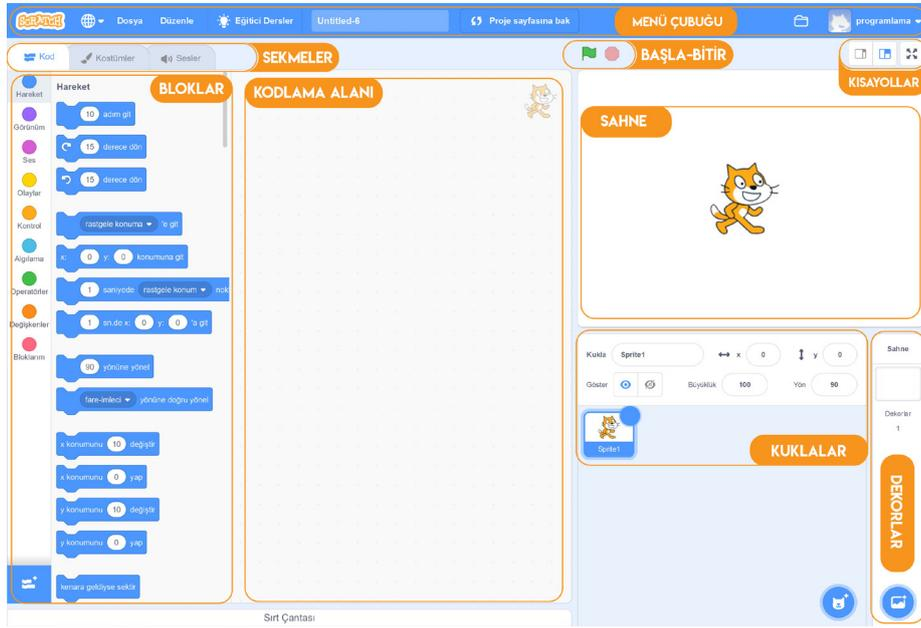 SCRATCH Dosya Düzenle Eğitici Dersler Untitled-6 Proje sayfasına bak MENÜ ÇUBUĞU programlama
Kod Kostümler Sesler SEKMELER BAŞLA-BİTİR
KISAYOLLAR
Hareket
Görünüm
Ses
Olaylar
Kontrol
Algılama
Operatörler
Değişkenler
Bloklarım
Hareket BLOKLAR
10 adım git
15 derece dön
15 derece dön
rastgele konuma 'e git
x: 0 y: 0 konumuna git
1 saniyede rastgele konum nok
1 sn.de x: 0 y: 0 'a git
90 yönüne yönel
fare-imleci yönüne doğru yönel
x konumunu 10 değiştir
x konumunu 0 yap
y konumunu 10 değiştir
y konumunu 0 yap
kenara geldiyse sektir
KODLAMA ALANI
SAHNE
Kukla Sprite1 x 0 y 0
Göster Büyüklük 100 Yön 90
Sprite1
KUKLALAR
Sahne
Dekorlar
1
DEKORLAR
Sırt Çantası